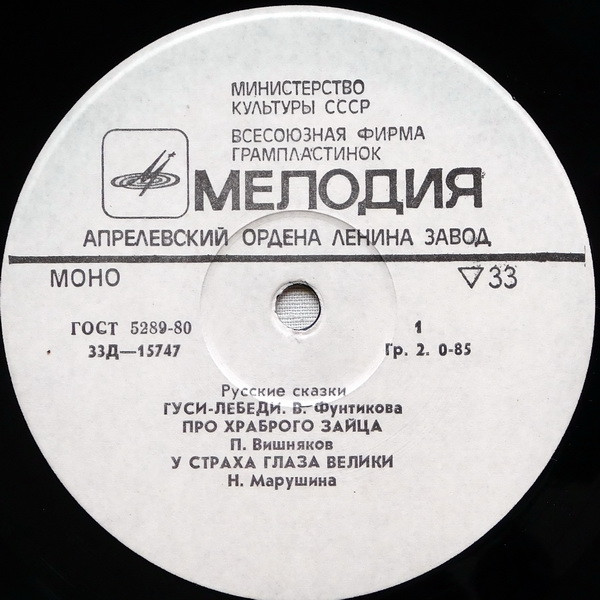 МИНИСТЕРСТВО
КУЛЬТУРЫ СССР
ВСЕСОЮЗНАЯ ФИРМА
ГРАМПЛАСТИНОК
МЕЛОДИЯ
АПРЕЛЕВСКИЙ ОРДЕНА ЛЕНИНА ЗАВОД
МОНО ▽33
ГОСТ 5289-80 1
33Д—15747 Гр. 2. 0-85
Русские сказки
ГУСИ-ЛЕБЕДИ. В. Фунтикова
ПРО ХРАБРОГО ЗАЙЦА
П. Вишняков
У СТРАХА ГЛАЗА ВЕЛИКИ
Н. Марушина